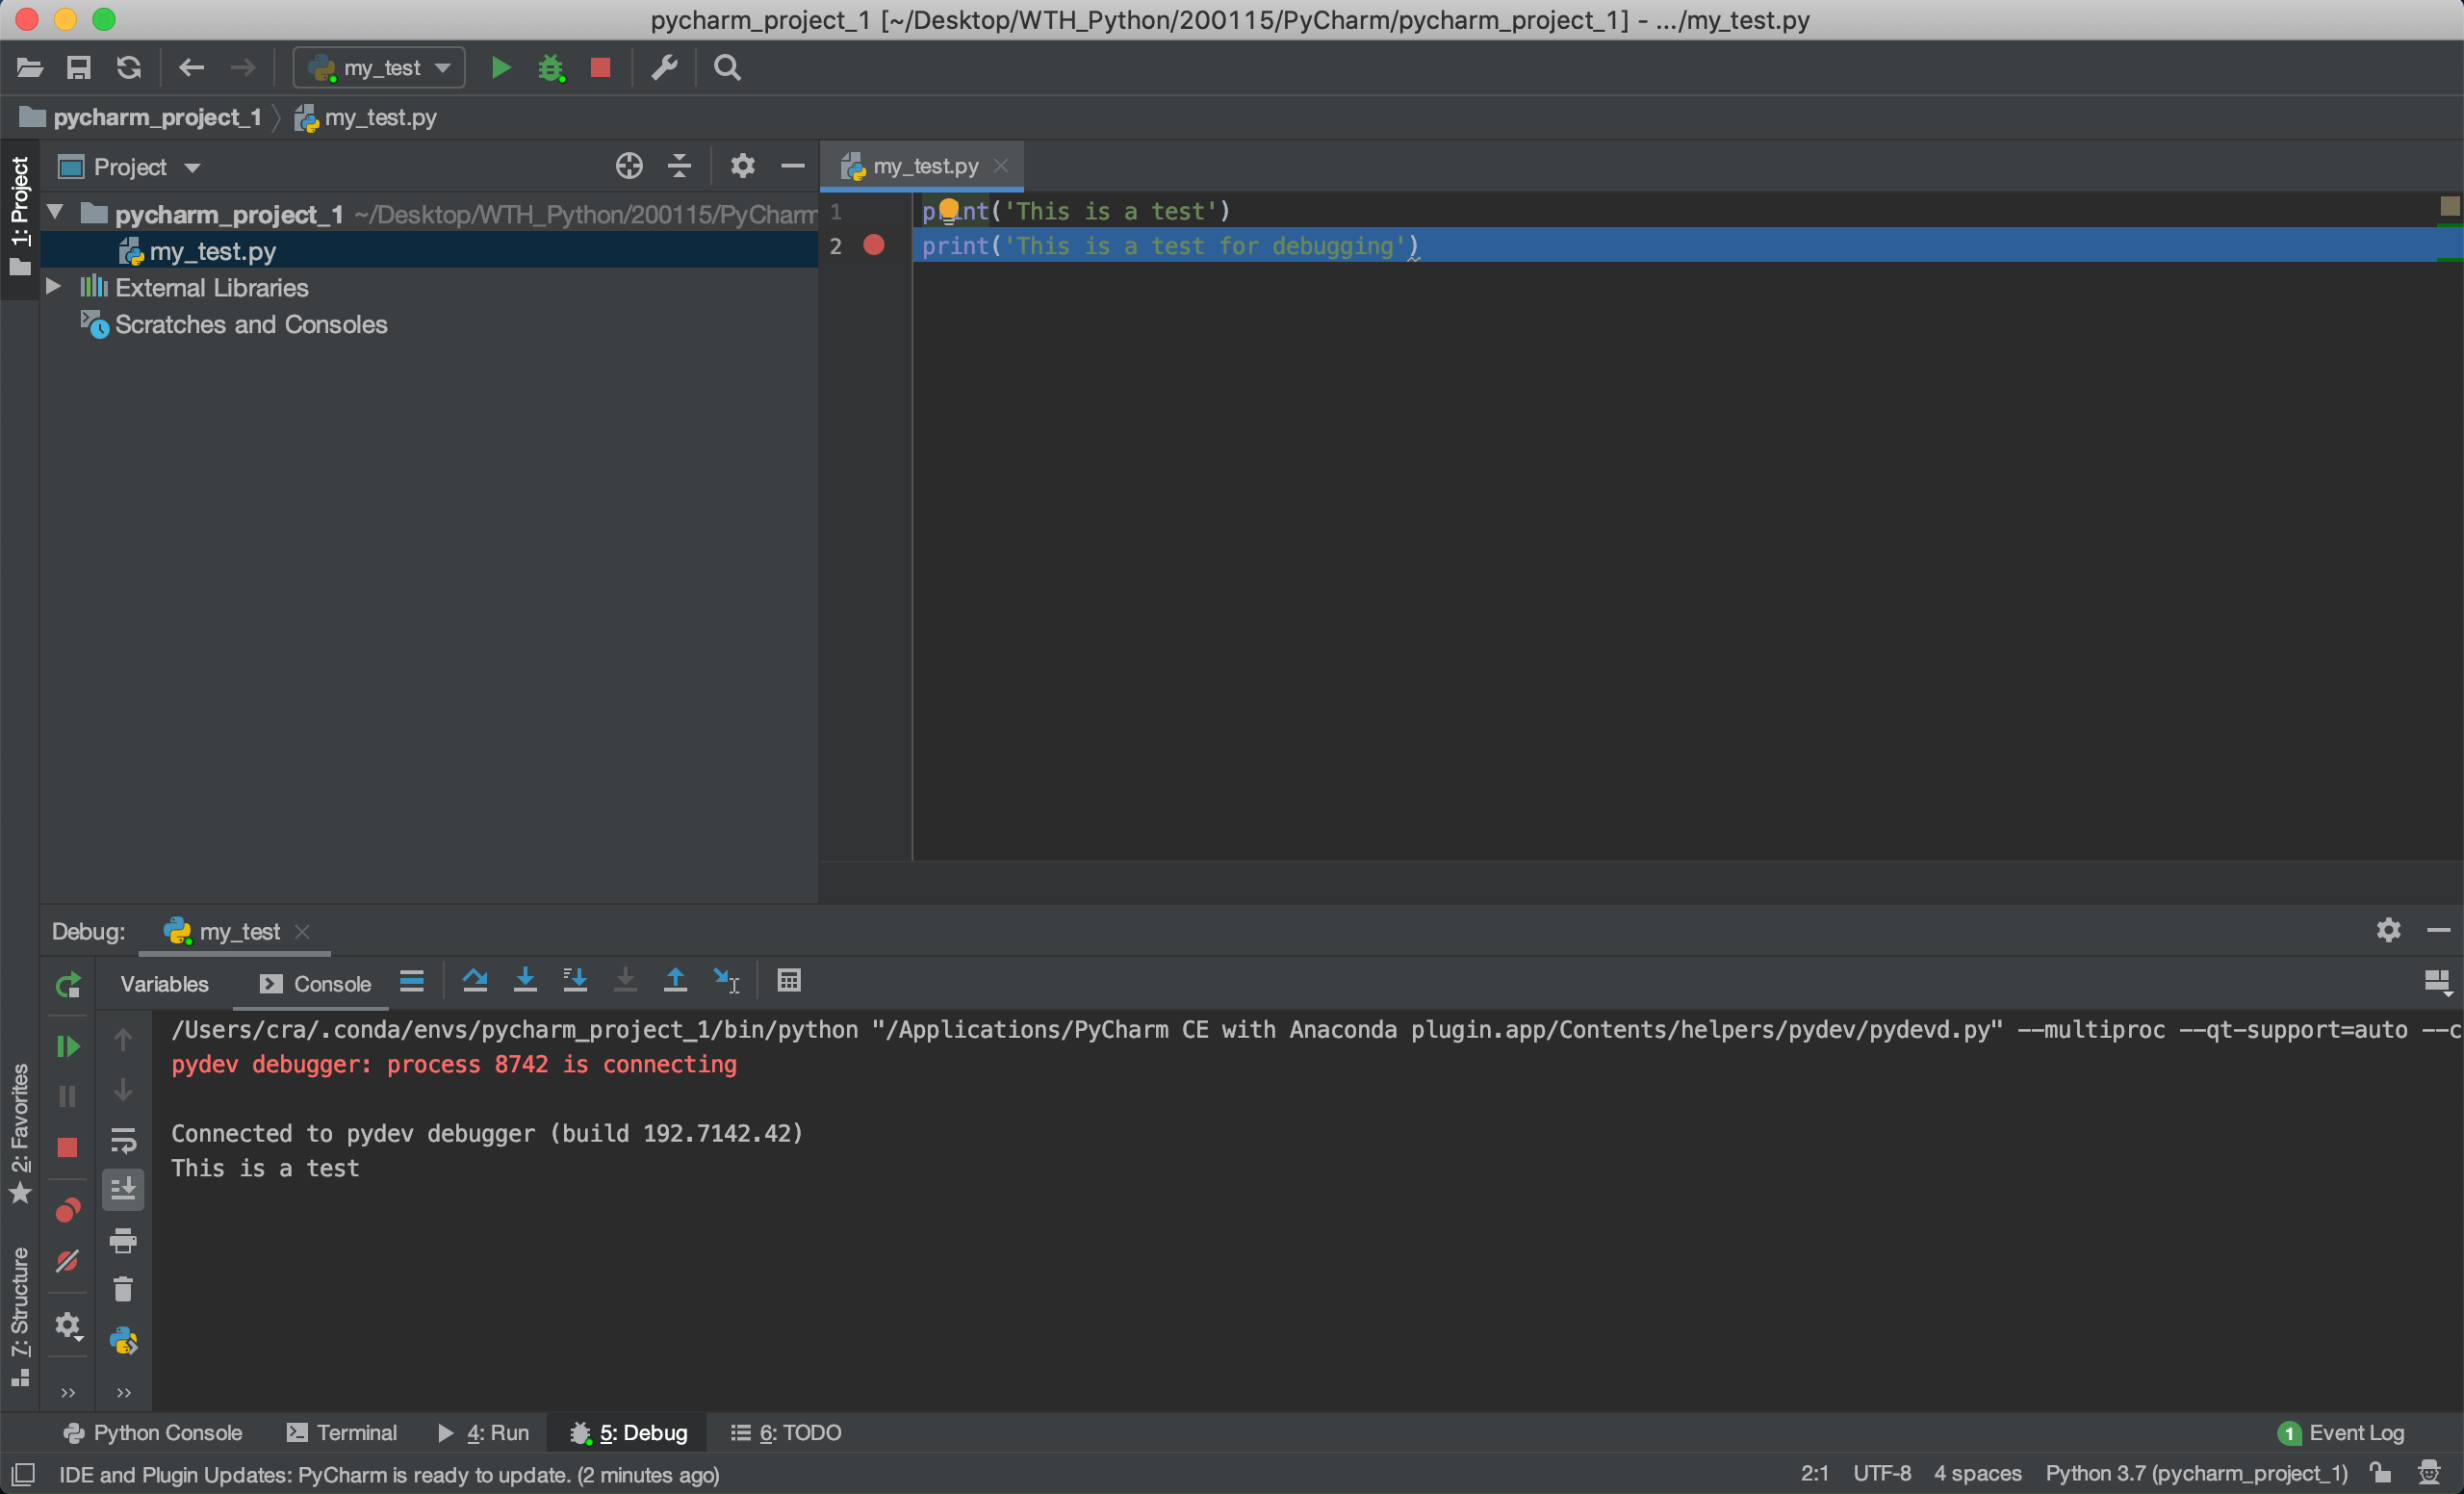 pycharm_project_1 [~/Desktop/WTH_Python/200115/PyCharm/pycharm_project_1] - .../my_test.py
my_test
pycharm_project_1 my_test.py
1: Project
Project
my_test.py
pycharm_project_1 ~/Desktop/WTH_Python/200115/PyCharm
my_test.py
External Libraries
Scratches and Consoles
1 print('This is a test')
2 print('This is a test for debugging')
Debug: my_test
Variables Console
/Users/cra/.conda/envs/pycharm_project_1/bin/python "/Applications/PyCharm CE with Anaconda plugin.app/Contents/helpers/pydev/pydevd.py" --multiproc --qt-support=auto --c
pydev debugger: process 8742 is connecting
Connected to pydev debugger (build 192.7142.42)
This is a test
2: Favorites
7: Structure
Python Console Terminal 4: Run 5: Debug 6: TODO 1 Event Log
IDE and Plugin Updates: PyCharm is ready to update. (2 minutes ago) 2:1 UTF-8 4 spaces Python 3.7 (pycharm_project_1)